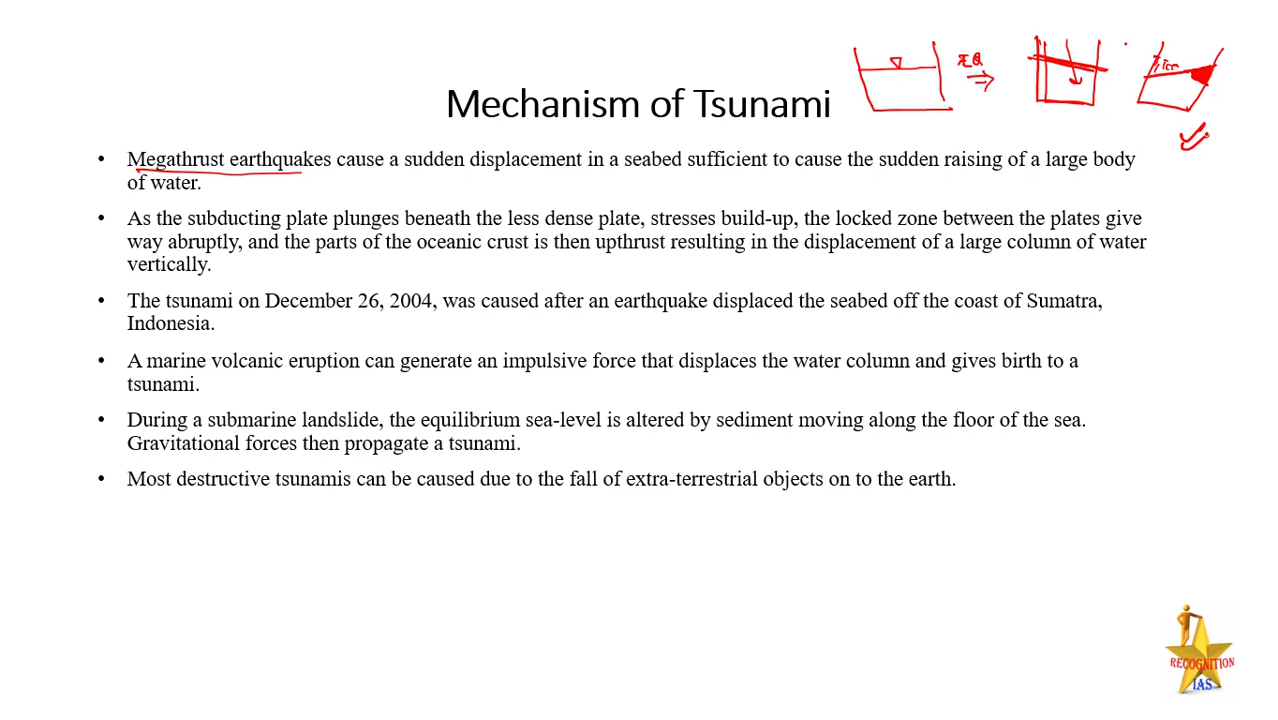 Mechanism of Tsunami
• Megathrust earthquakes cause a sudden displacement in a seabed sufficient to cause the sudden raising of a large body
of water.
• As the subducting plate plunges beneath the less dense plate, stresses build-up, the locked zone between the plates give
way abruptly, and the parts of the oceanic crust is then upthrust resulting in the displacement of a large column of water
vertically.
• The tsunami on December 26, 2004, was caused after an earthquake displaced the seabed off the coast of Sumatra,
Indonesia.
• A marine volcanic eruption can generate an impulsive force that displaces the water column and gives birth to a
tsunami.
• During a submarine landslide, the equilibrium sea-level is altered by sediment moving along the floor of the sea.
Gravitational forces then propagate a tsunami.
• Most destructive tsunamis can be caused due to the fall of extra-terrestrial objects on to the earth.
RECOGNITION
IAS